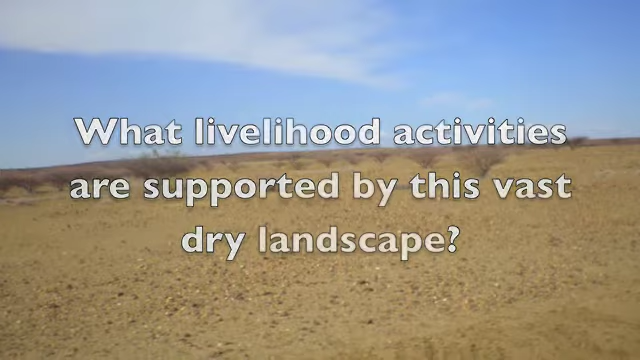 What livelihood activities
are supported by this vast
dry landscape?